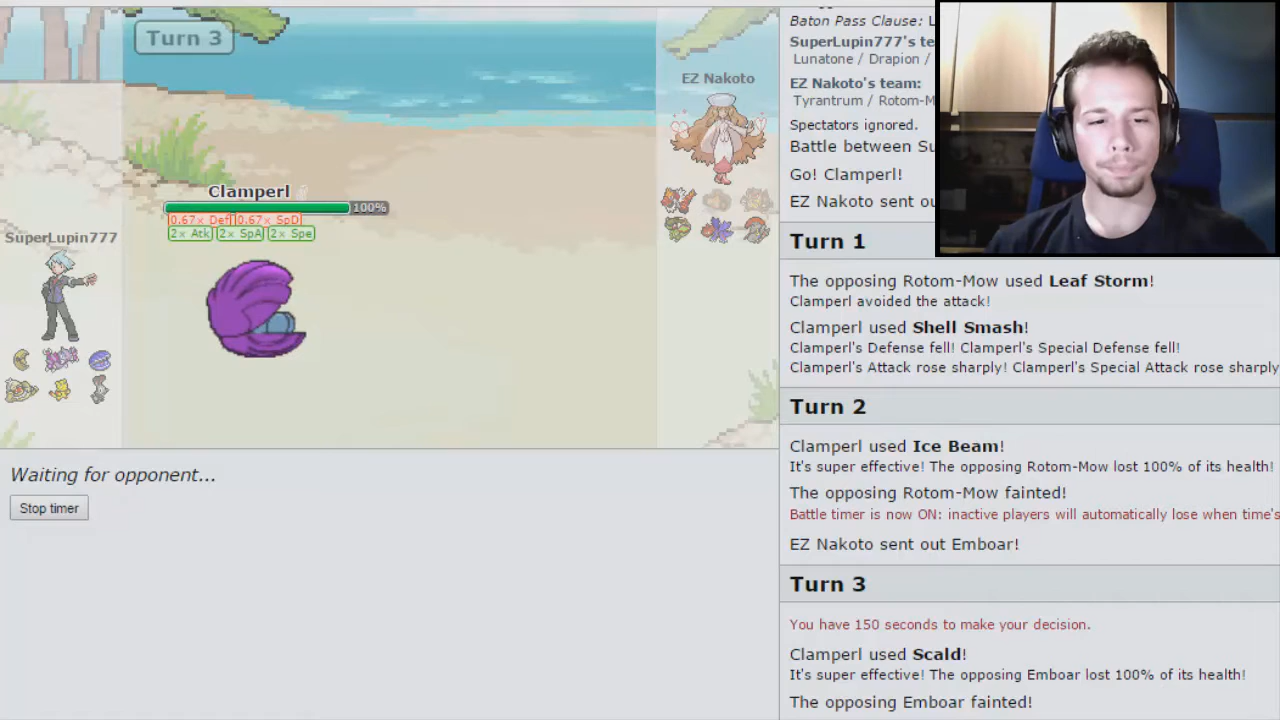 Turn 3
EZ Nakoto
Clamperl
100%
0.67× Def 0.67× SpD
2× Atk 2× SpA 2× Spe
SuperLupin777
Waiting for opponent...
Stop timer
Baton Pass Clause: L
SuperLupin777's te
Lunatone / Drapion /
EZ Nakoto's team:
Tyrantrum / Rotom-M
Spectators ignored.
Battle between Su
Go! Clamperl!
EZ Nakoto sent ou
Turn 1
The opposing Rotom-Mow used Leaf Storm!
Clamperl avoided the attack!
Clamperl used Shell Smash!
Clamperl's Defense fell! Clamperl's Special Defense fell!
Clamperl's Attack rose sharply! Clamperl's Special Attack rose sharply
Turn 2
Clamperl used Ice Beam!
It's super effective! The opposing Rotom-Mow lost 100% of its health!
The opposing Rotom-Mow fainted!
Battle timer is now ON: inactive players will automatically lose when time's
EZ Nakoto sent out Emboar!
Turn 3
You have 150 seconds to make your decision.
Clamperl used Scald!
It's super effective! The opposing Emboar lost 100% of its health!
The opposing Emboar fainted!